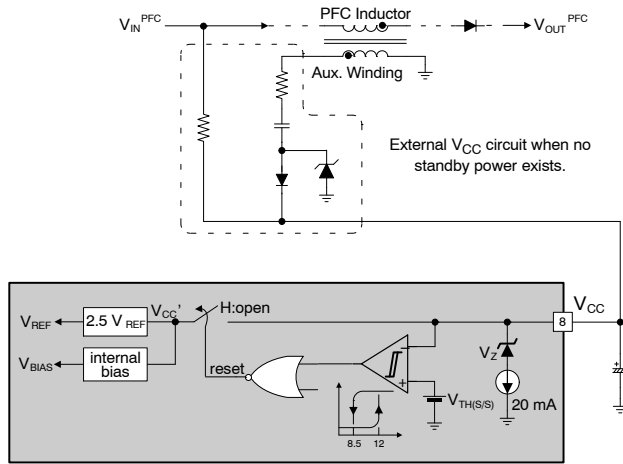 PFC Inductor
V_IN^PFC
V_OUT^PFC
Aux. Winding
External V_CC circuit when no
standby power exists.
V_CC
8
H:open
V_CC'
V_REF
2.5 V_REF
V_Z
V_BIAS
internal
bias
reset
V_TH(S/S)
20 mA
8.5 12